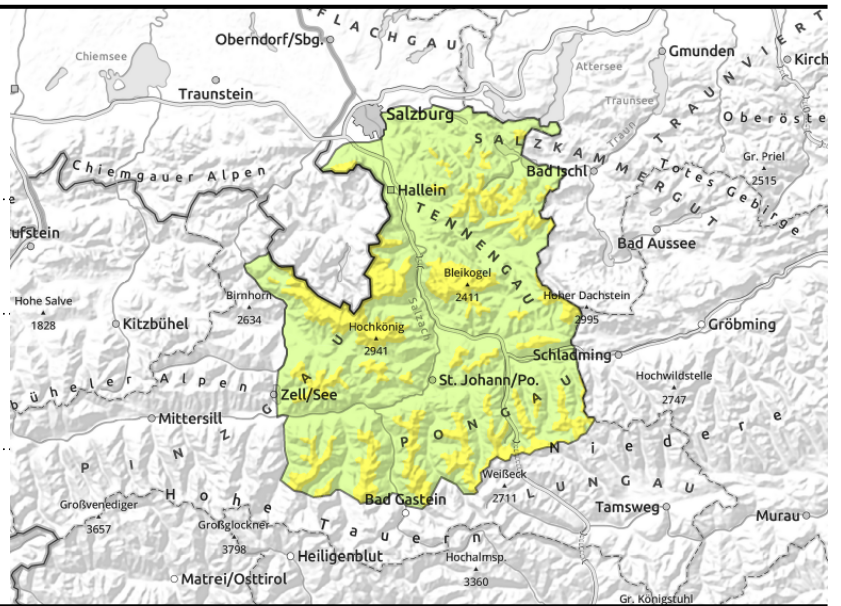 FLACHGAU
Oberndorf/Sbg.
Gmunden
TRAUNVIERT
Chiemsee
Attersee
Kirch
Traunstein
Traunsee
Salzburg
Oberöste
Traun
SALZKAMMERGUT
Gr. Priel
2515
Chiemgauer Alpen
Bad Ischl
Totes Gebirge
Hallein
TENNENGAU
ufstein
Bad Aussee
Bleikogel
2411
Hohe Salve
1828
Birnhorn
2634
Hoher Dachstein
2995
Salzach
Kitzbühel
Hochkönig
2941
Gröbming
Schladming
büheler Alpen
St. Johann/Po.
Hochwildstelle
2747
Zell/See
Mittersill
PINZGAU
PONGAU
Niedere
Weißeck
2711
LUNGAU
Hohe Tauern
Bad Gastein
Großvenediger
3657
Tamsweg
Murau
Großglockner
3798
Heiligenblut
Hochalmsp.
3360
Matrei/Osttirol
Gr. Königstuhl